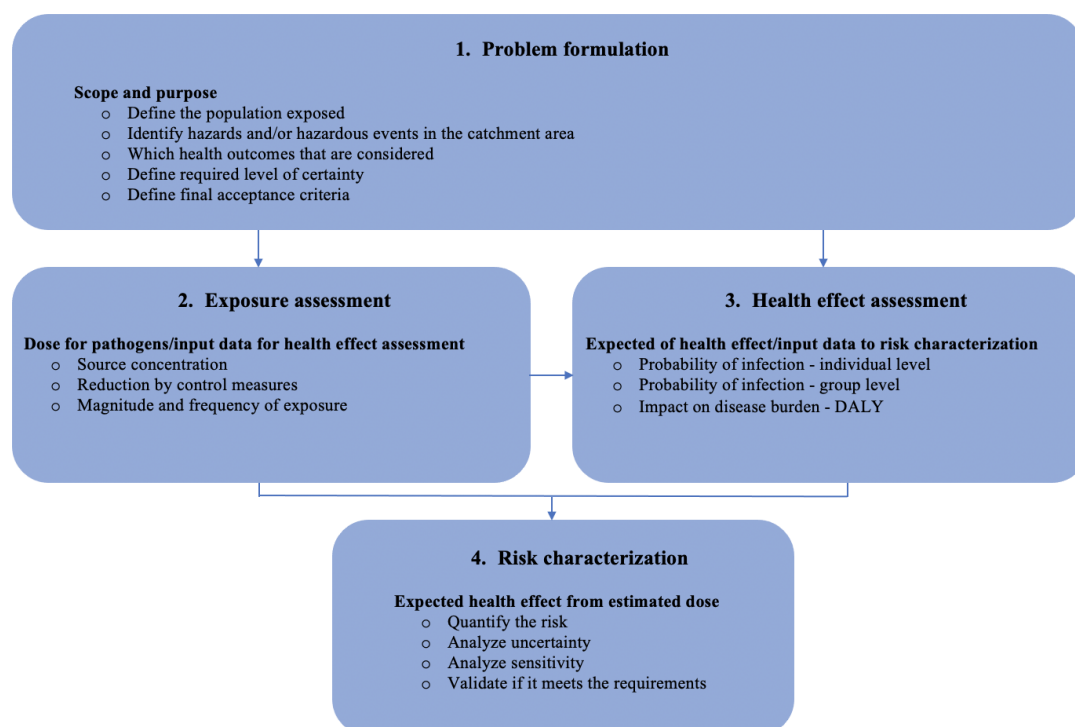 1. Problem formulation
Scope and purpose
o Define the population exposed
o Identify hazards and/or hazardous events in the catchment area
o Which health outcomes that are considered
o Define required level of certainty
o Define final acceptance criteria
2. Exposure assessment
Dose for pathogens/input data for health effect assessment
o Source concentration
o Reduction by control measures
o Magnitude and frequency of exposure
3. Health effect assessment
Expected of health effect/input data to risk characterization
o Probability of infection - individual level
o Probability of infection - group level
o Impact on disease burden - DALY
4. Risk characterization
Expected health effect from estimated dose
o Quantify the risk
o Analyze uncertainty
o Analyze sensitivity
o Validate if it meets the requirements